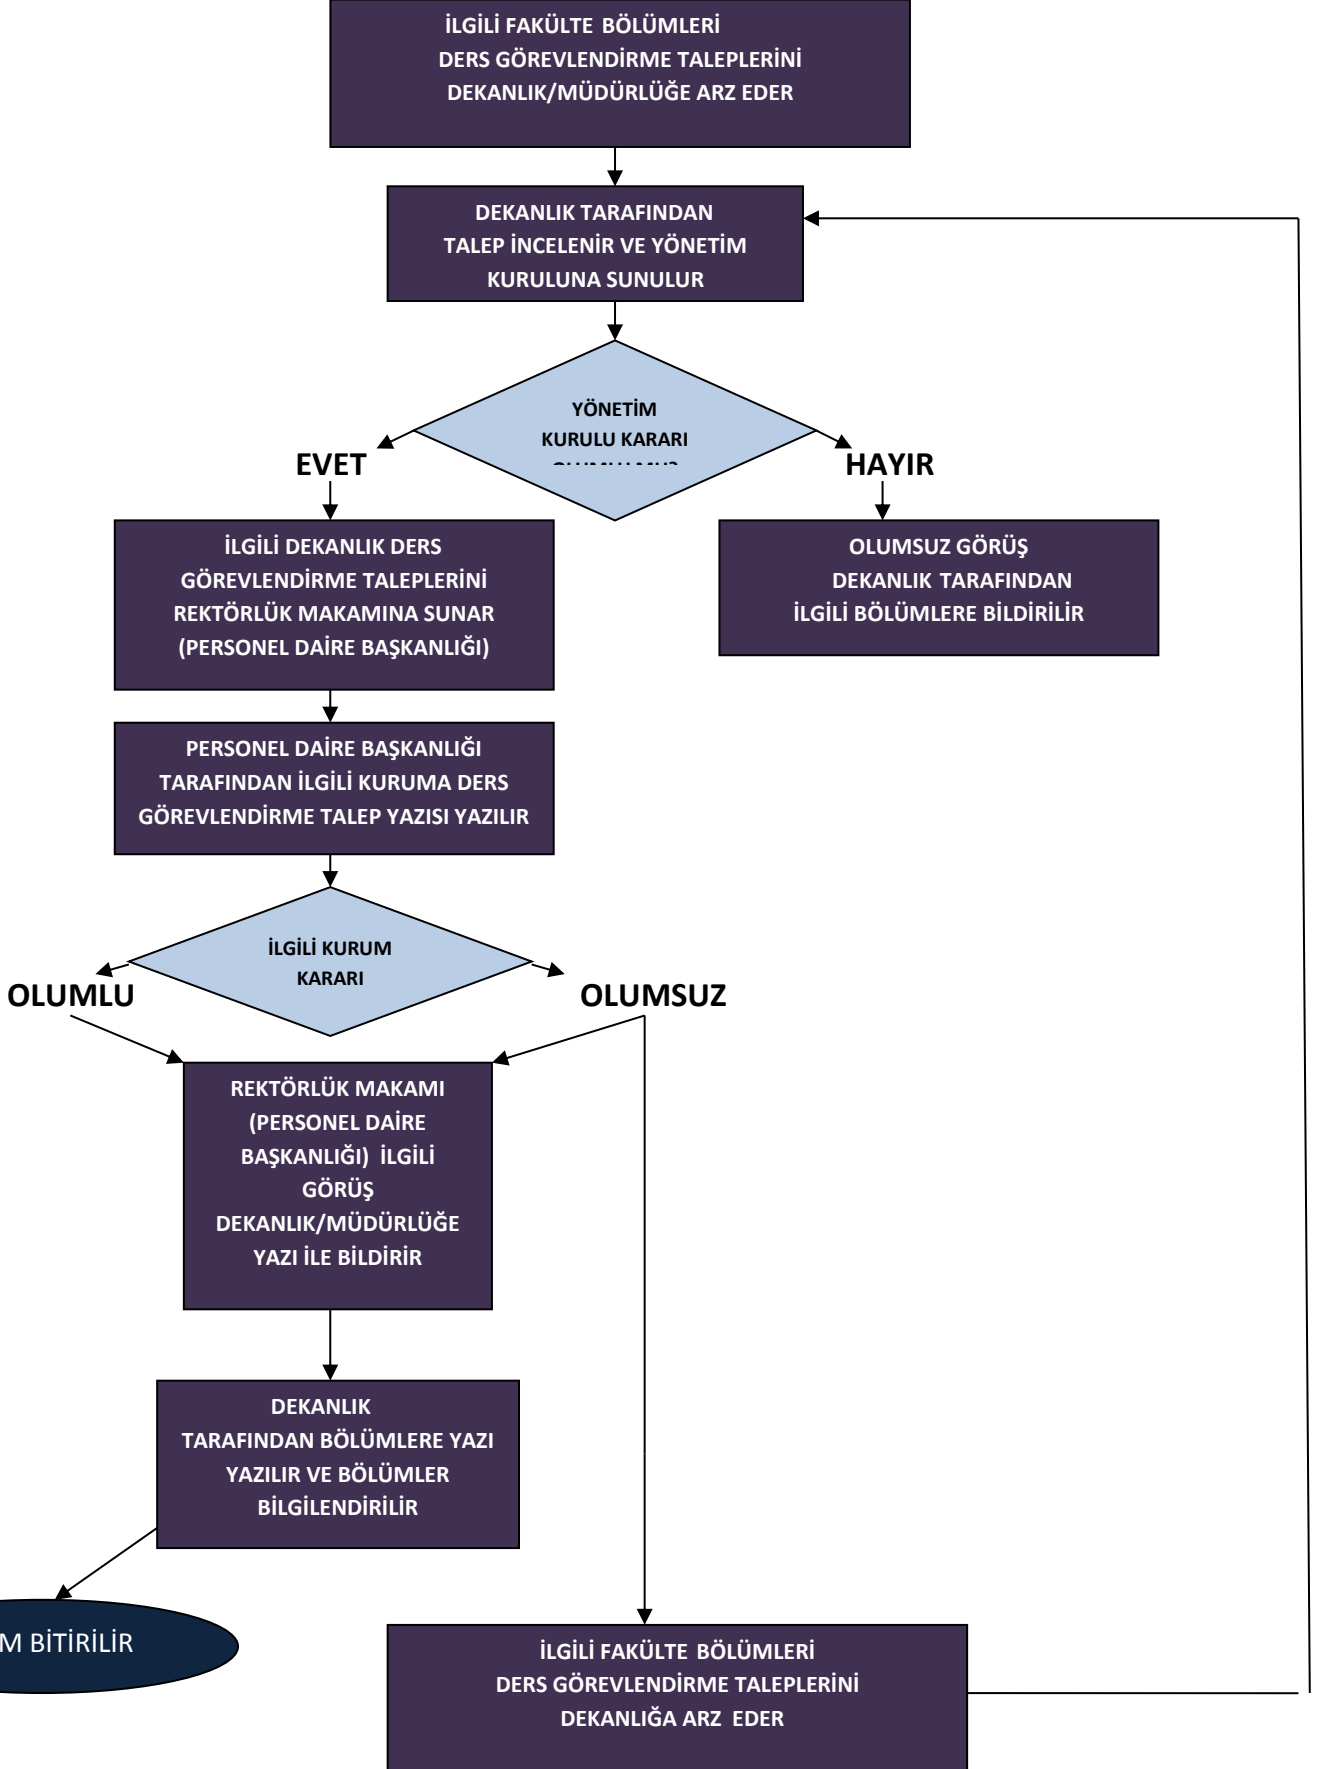 İLGİLİ FAKÜLTE BÖLÜMLERİ
DERS GÖREVLENDİRME TALEPLERİNİ
DEKANLIK/MÜDÜRLÜĞE ARZ EDER
DEKANLIK TARAFINDAN
TALEP İNCELENİR VE YÖNETİM
KURULUNA SUNULUR
YÖNETİM
KURULU KARARI
EVET
HAYIR
İLGİLİ DEKANLIK DERS
GÖREVLENDİRME TALEPLERİNİ
REKTÖRLÜK MAKAMINA SUNAR
(PERSONEL DAİRE BAŞKANLIĞI)
OLUMSUZ GÖRÜŞ
DEKANLIK TARAFINDAN
İLGİLİ BÖLÜMLERE BİLDİRİLİR
PERSONEL DAİRE BAŞKANLIĞI
TARAFINDAN İLGİLİ KURUMA DERS
GÖREVLENDİRME TALEP YAZISI YAZILIR
İLGİLİ KURUM
KARARI
OLUMLU
OLUMSUZ
REKTÖRLÜK MAKAMI
(PERSONEL DAİRE
BAŞKANLIĞI) İLGİLİ
GÖRÜŞ
DEKANLIK/MÜDÜRLÜĞE
YAZI İLE BİLDİRİR
DEKANLIK
TARAFINDAN BÖLÜMLERE YAZI
YAZILIR VE BÖLÜMLER
BİLGİLENDİRİLİR
M BİTİRİLİR
İLGİLİ FAKÜLTE BÖLÜMLERİ
DERS GÖREVLENDİRME TALEPLERİNİ
DEKANLIĞA ARZ EDER